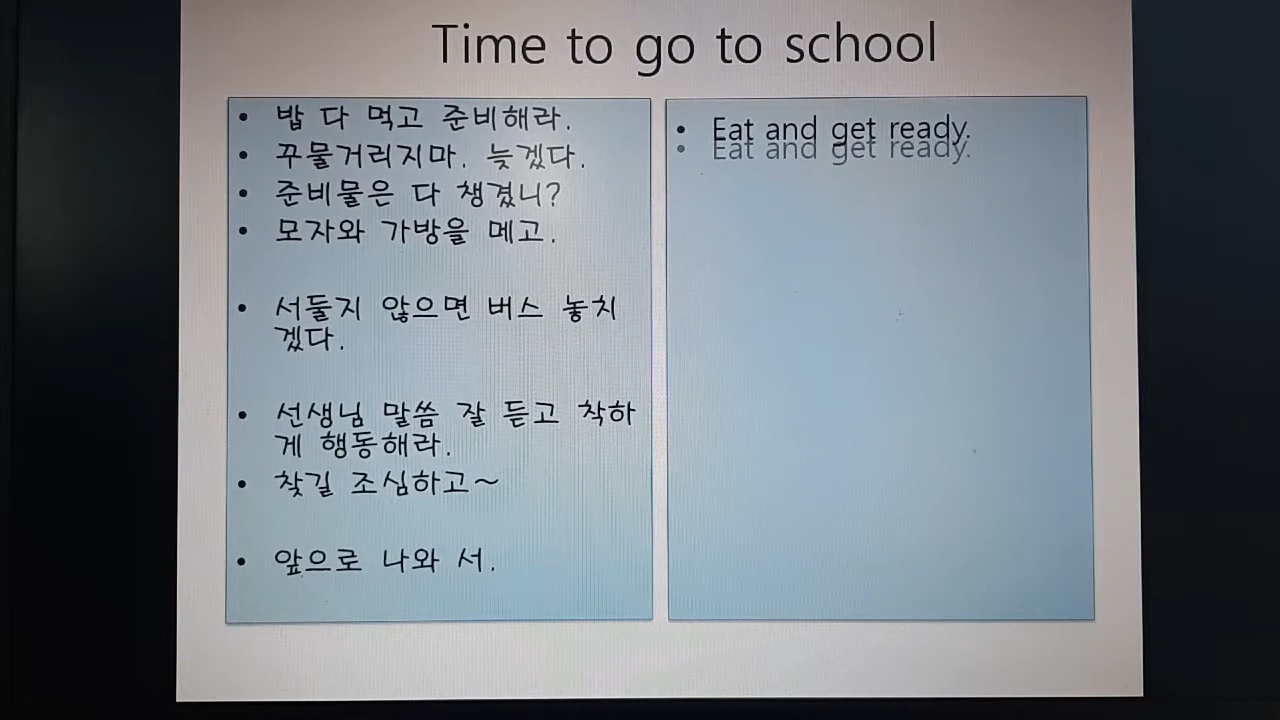 Time to go to school
• 밥 다 먹고 준비해라.
• 꾸물거리지마. 늦겠다.
• 준비물은 다 챙겼니?
• 모자와 가방을 메고.
• 서둘지 않으면 버스 놓치
겠다.
• 선생님 말씀 잘 듣고 착하
게 행동해라.
• 찻길 조심하고~
• 앞으로 나와 서.
• Eat and get ready.
• Eat and get ready.